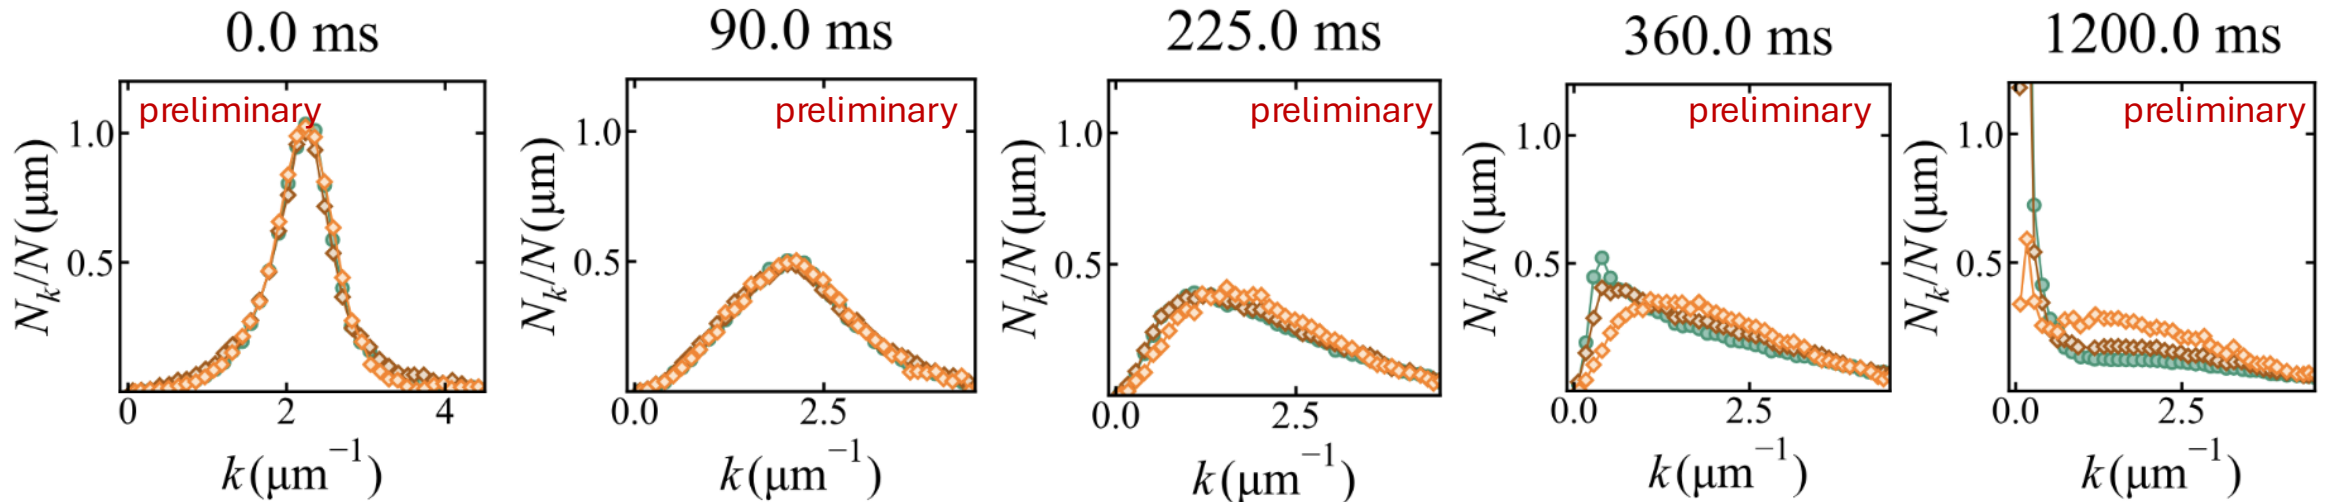 0.0 ms
90.0 ms
225.0 ms
360.0 ms
1200.0 ms
preliminary
preliminary
preliminary
preliminary
preliminary
N_k/N(μm)
1.0
0.5
0
2
4
k(μm⁻¹)
N_k/N(μm)
1.0
0.5
0.0
2.5
k(μm⁻¹)
N_k/N(μm)
1.0
0.5
0.0
2.5
k(μm⁻¹)
N_k/N(μm)
1.0
0.5
0.0
2.5
k(μm⁻¹)
N_k/N(μm)
1.0
0.5
0.0
2.5
k(μm⁻¹)